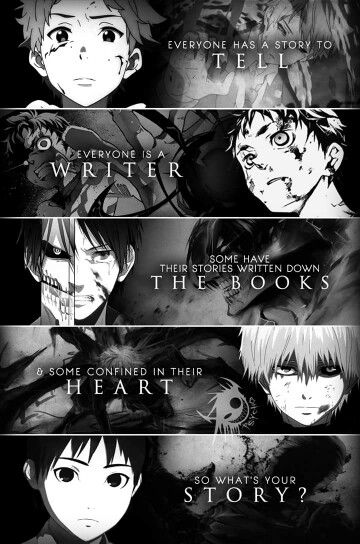 EVERYONE HAS A STORY TO
TELL
EVERYONE IS A
WRITER
SOME HAVE
THEIR STORIES WRITTEN DOWN
THE BOOKS
& SOME CONFINED IN THEIR
HEART
SO WHAT'S YOUR
STORY?